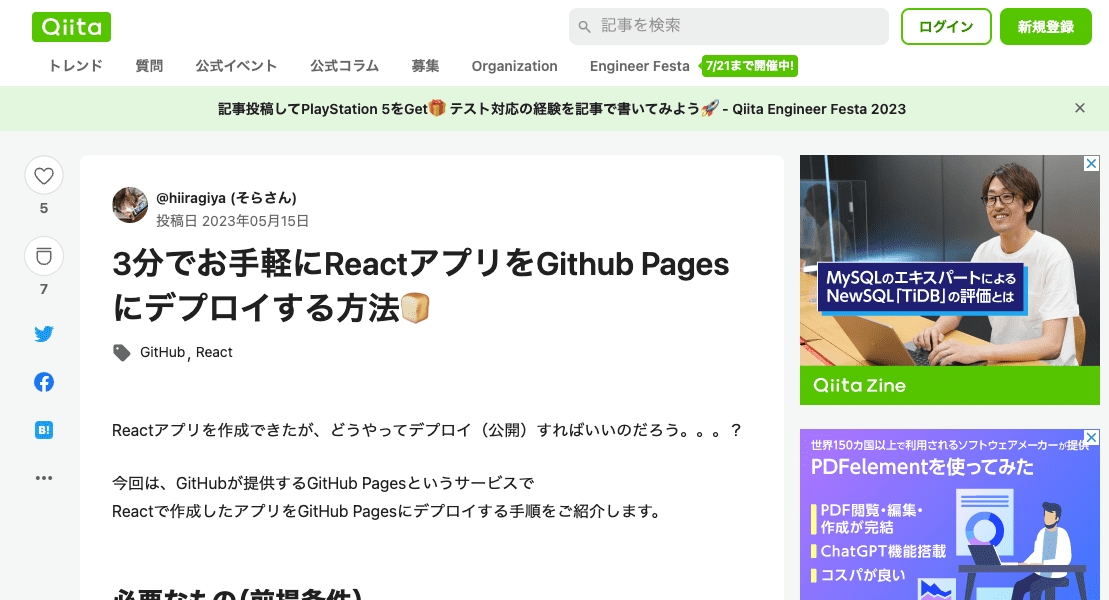 Qiita
記事を検索
ログイン
新規登録
トレンド 質問 公式イベント 公式コラム 募集 Organization Engineer Festa 7/21まで開催中!
記事投稿してPlayStation 5をGet🎁 テスト対応の経験を記事で書いてみよう🚀 - Qiita Engineer Festa 2023
5
7
B!
@hiiragiya (そらさん)
投稿日 2023年05月15日
3分でお手軽にReactアプリをGithub Pages
にデプロイする方法🍞
GitHub, React
Reactアプリを作成できたが、どうやってデプロイ（公開）すればいいのだろう。。。？
今回は、GitHubが提供するGitHub Pagesというサービスで
Reactで作成したアプリをGitHub Pagesにデプロイする手順をご紹介します。
必要なもの(前提条件)
MySQLのエキスパートによる
NewSQL「TiDB」の評価とは
Qiita Zine
世界150カ国以上で利用されるソフトウェアメーカーが提供
PDFelementを使ってみた
PDF閲覧・編集・
作成が完結
ChatGPT機能搭載
コスパが良い